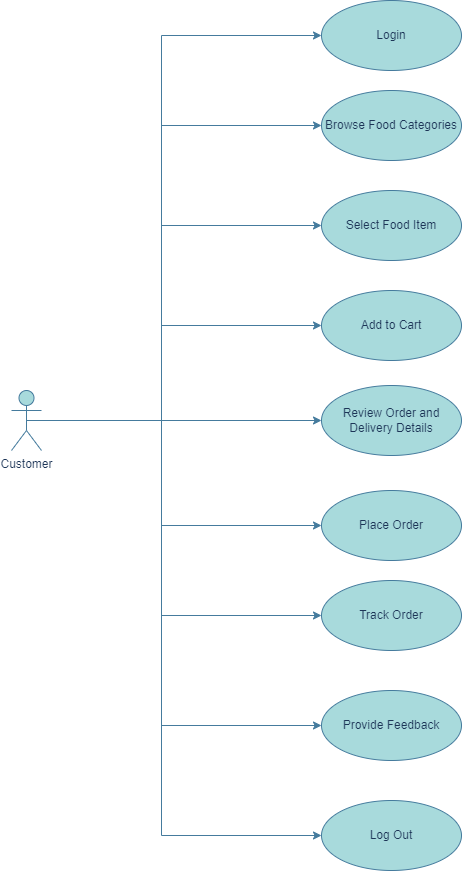 Login
Browse Food Categories
Select Food Item
Add to Cart
Review Order and
Delivery Details
Customer
Place Order
Track Order
Provide Feedback
Log Out